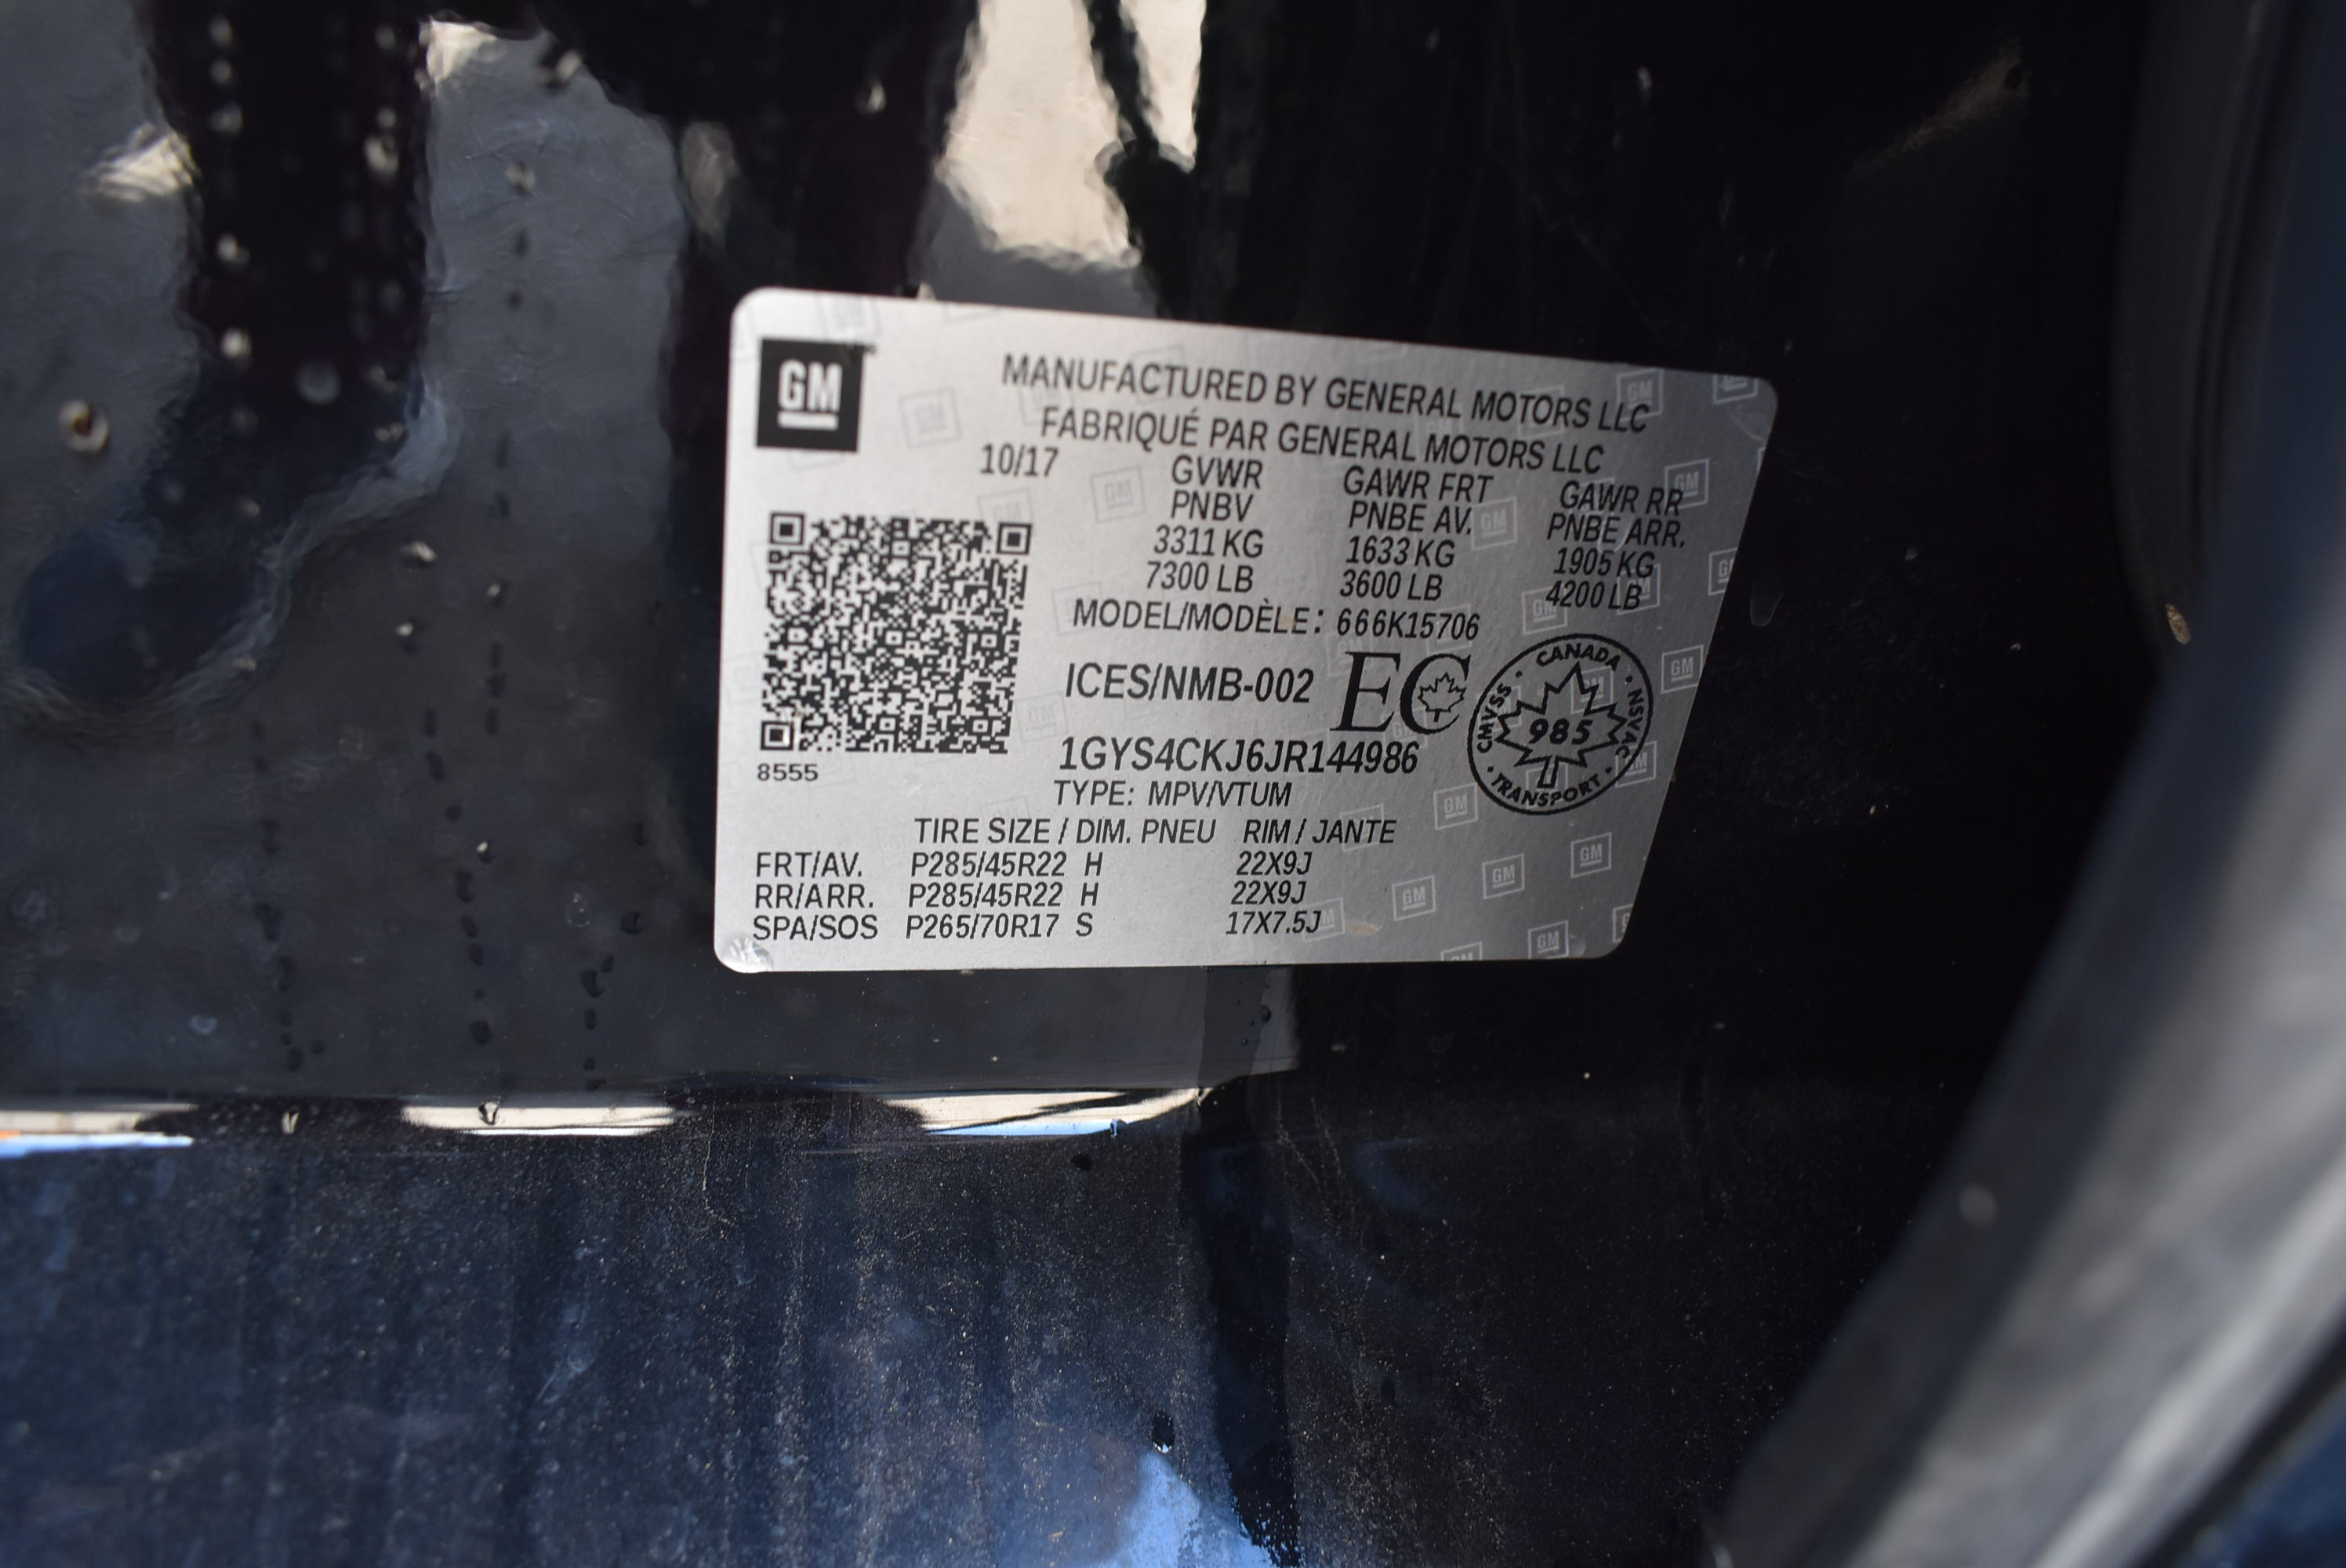 GM
MANUFACTURED BY GENERAL MOTORS LLC
FABRIQUÉ PAR GENERAL MOTORS LLC
10/17 GVWR GAWR FRT GAWR RR
PNBV PNBE AV. PNBE ARR.
3311 KG 1633 KG 1905 KG
7300 LB 3600 LB 4200 LB
MODEL/MODÈLE: 666K15706
ICES/NMB-002 EC
CANADA · NSVAC · TRANSPORT · CMVSS ·
985
1GYS4CKJ6JR144986
8555
TYPE: MPV/VTUM
TIRE SIZE / DIM. PNEU RIM / JANTE
FRT/AV. P285/45R22 H 22X9J
RR/ARR. P285/45R22 H 22X9J
SPA/SOS P265/70R17 S 17X7.5J